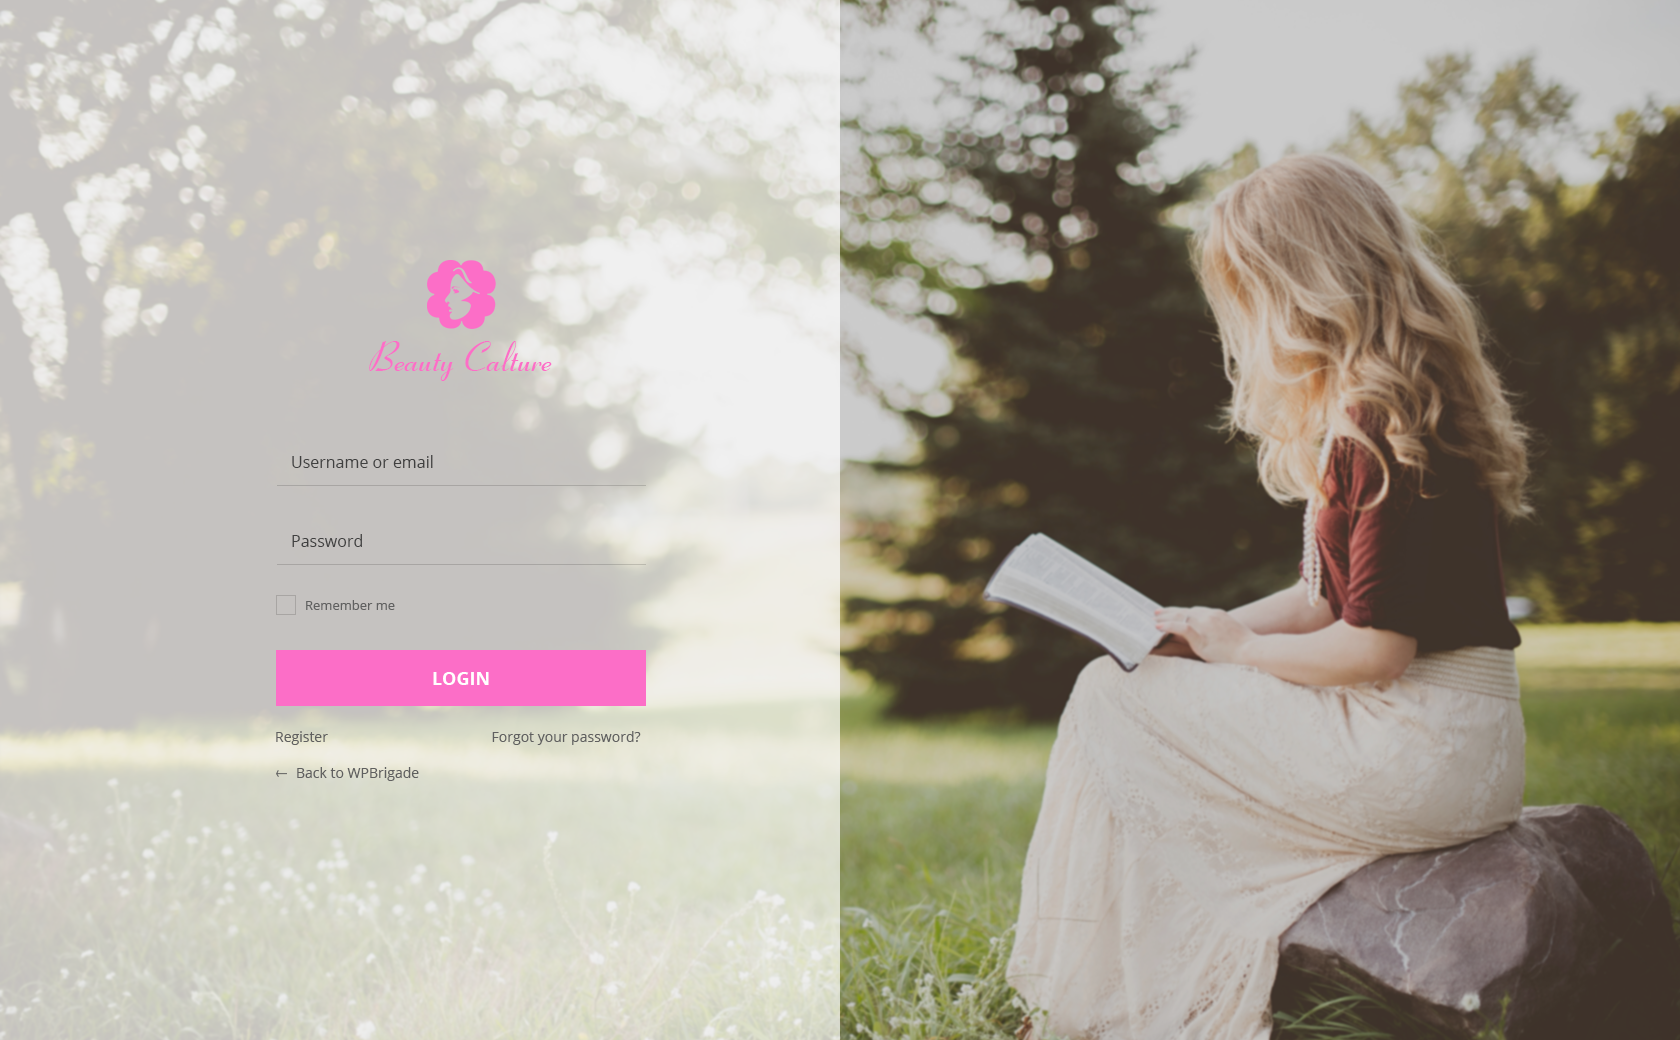 Beauty Calture
Username or email
Password
Remember me
LOGIN
Register
Forgot your password?
← Back to WPBrigade